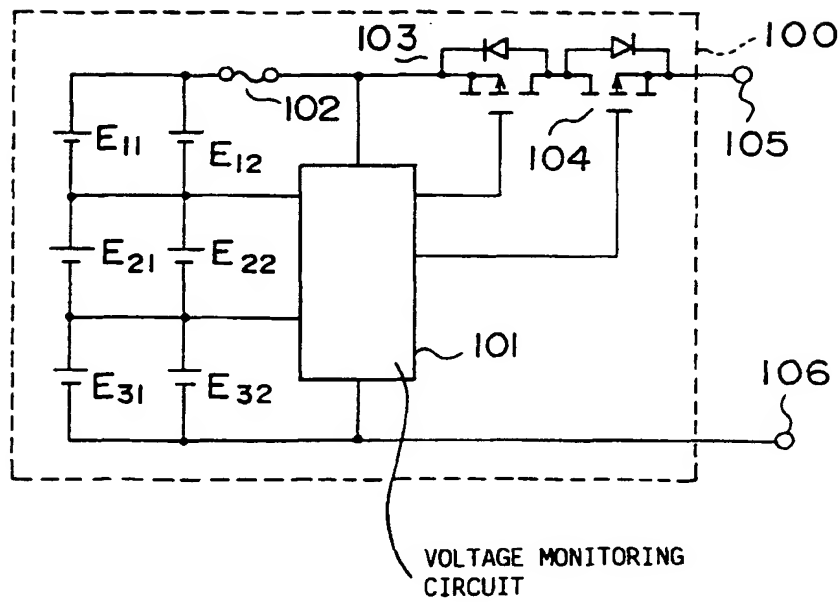 103
100
102
104
105
E11
E12
E21
E22
101
E31
E32
106
VOLTAGE MONITORING
CIRCUIT